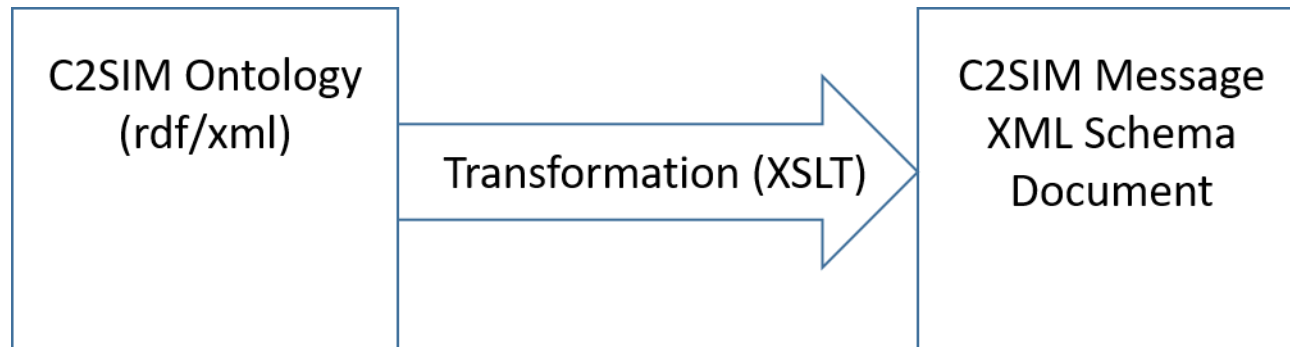 C2SIM Ontology
(rdf/xml)
Transformation (XSLT)
C2SIM Message
XML Schema
Document